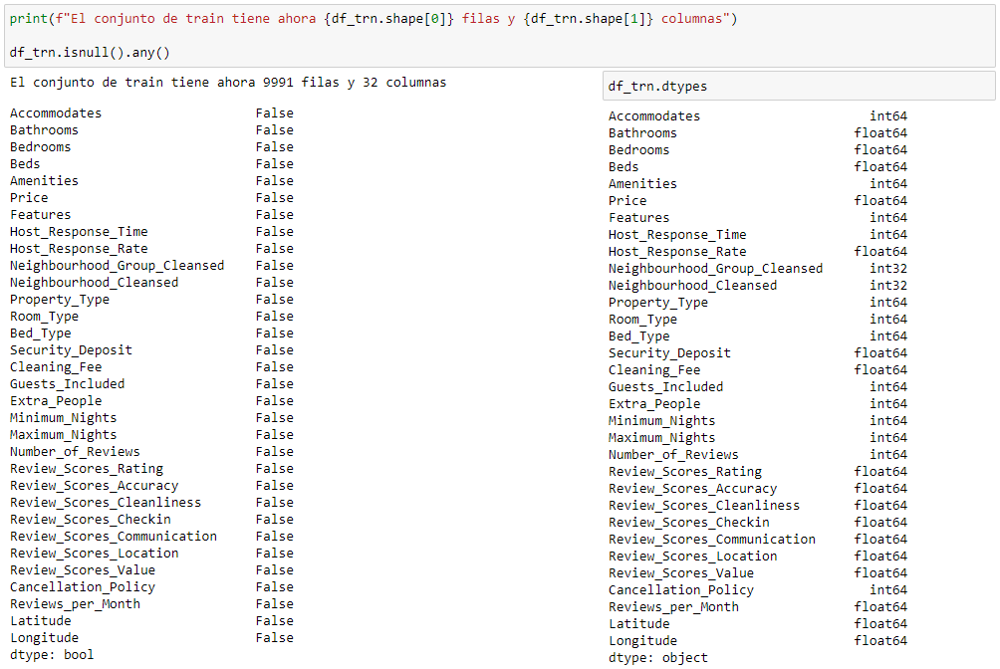 print(f"El conjunto de train tiene ahora {df_trn.shape[0]} filas y {df_trn.shape[1]} columnas")
df_trn.isnull().any()
El conjunto de train tiene ahora 9991 filas y 32 columnas
Accommodates False
Bathrooms False
Bedrooms False
Beds False
Amenities False
Price False
Features False
Host_Response_Time False
Host_Response_Rate False
Neighbourhood_Group_Cleansed False
Neighbourhood_Cleansed False
Property_Type False
Room_Type False
Bed_Type False
Security_Deposit False
Cleaning_Fee False
Guests_Included False
Extra_People False
Minimum_Nights False
Maximum_Nights False
Number_of_Reviews False
Review_Scores_Rating False
Review_Scores_Accuracy False
Review_Scores_Cleanliness False
Review_Scores_Checkin False
Review_Scores_Communication False
Review_Scores_Location False
Review_Scores_Value False
Cancellation_Policy False
Reviews_per_Month False
Latitude False
Longitude False
dtype: bool
df_trn.dtypes
Accommodates int64
Bathrooms float64
Bedrooms float64
Beds float64
Amenities int64
Price float64
Features int64
Host_Response_Time int64
Host_Response_Rate float64
Neighbourhood_Group_Cleansed int32
Neighbourhood_Cleansed int32
Property_Type int64
Room_Type int64
Bed_Type int64
Security_Deposit float64
Cleaning_Fee float64
Guests_Included int64
Extra_People int64
Minimum_Nights int64
Maximum_Nights int64
Number_of_Reviews int64
Review_Scores_Rating float64
Review_Scores_Accuracy float64
Review_Scores_Cleanliness float64
Review_Scores_Checkin float64
Review_Scores_Communication float64
Review_Scores_Location float64
Review_Scores_Value float64
Cancellation_Policy int64
Reviews_per_Month float64
Latitude float64
Longitude float64
dtype: object